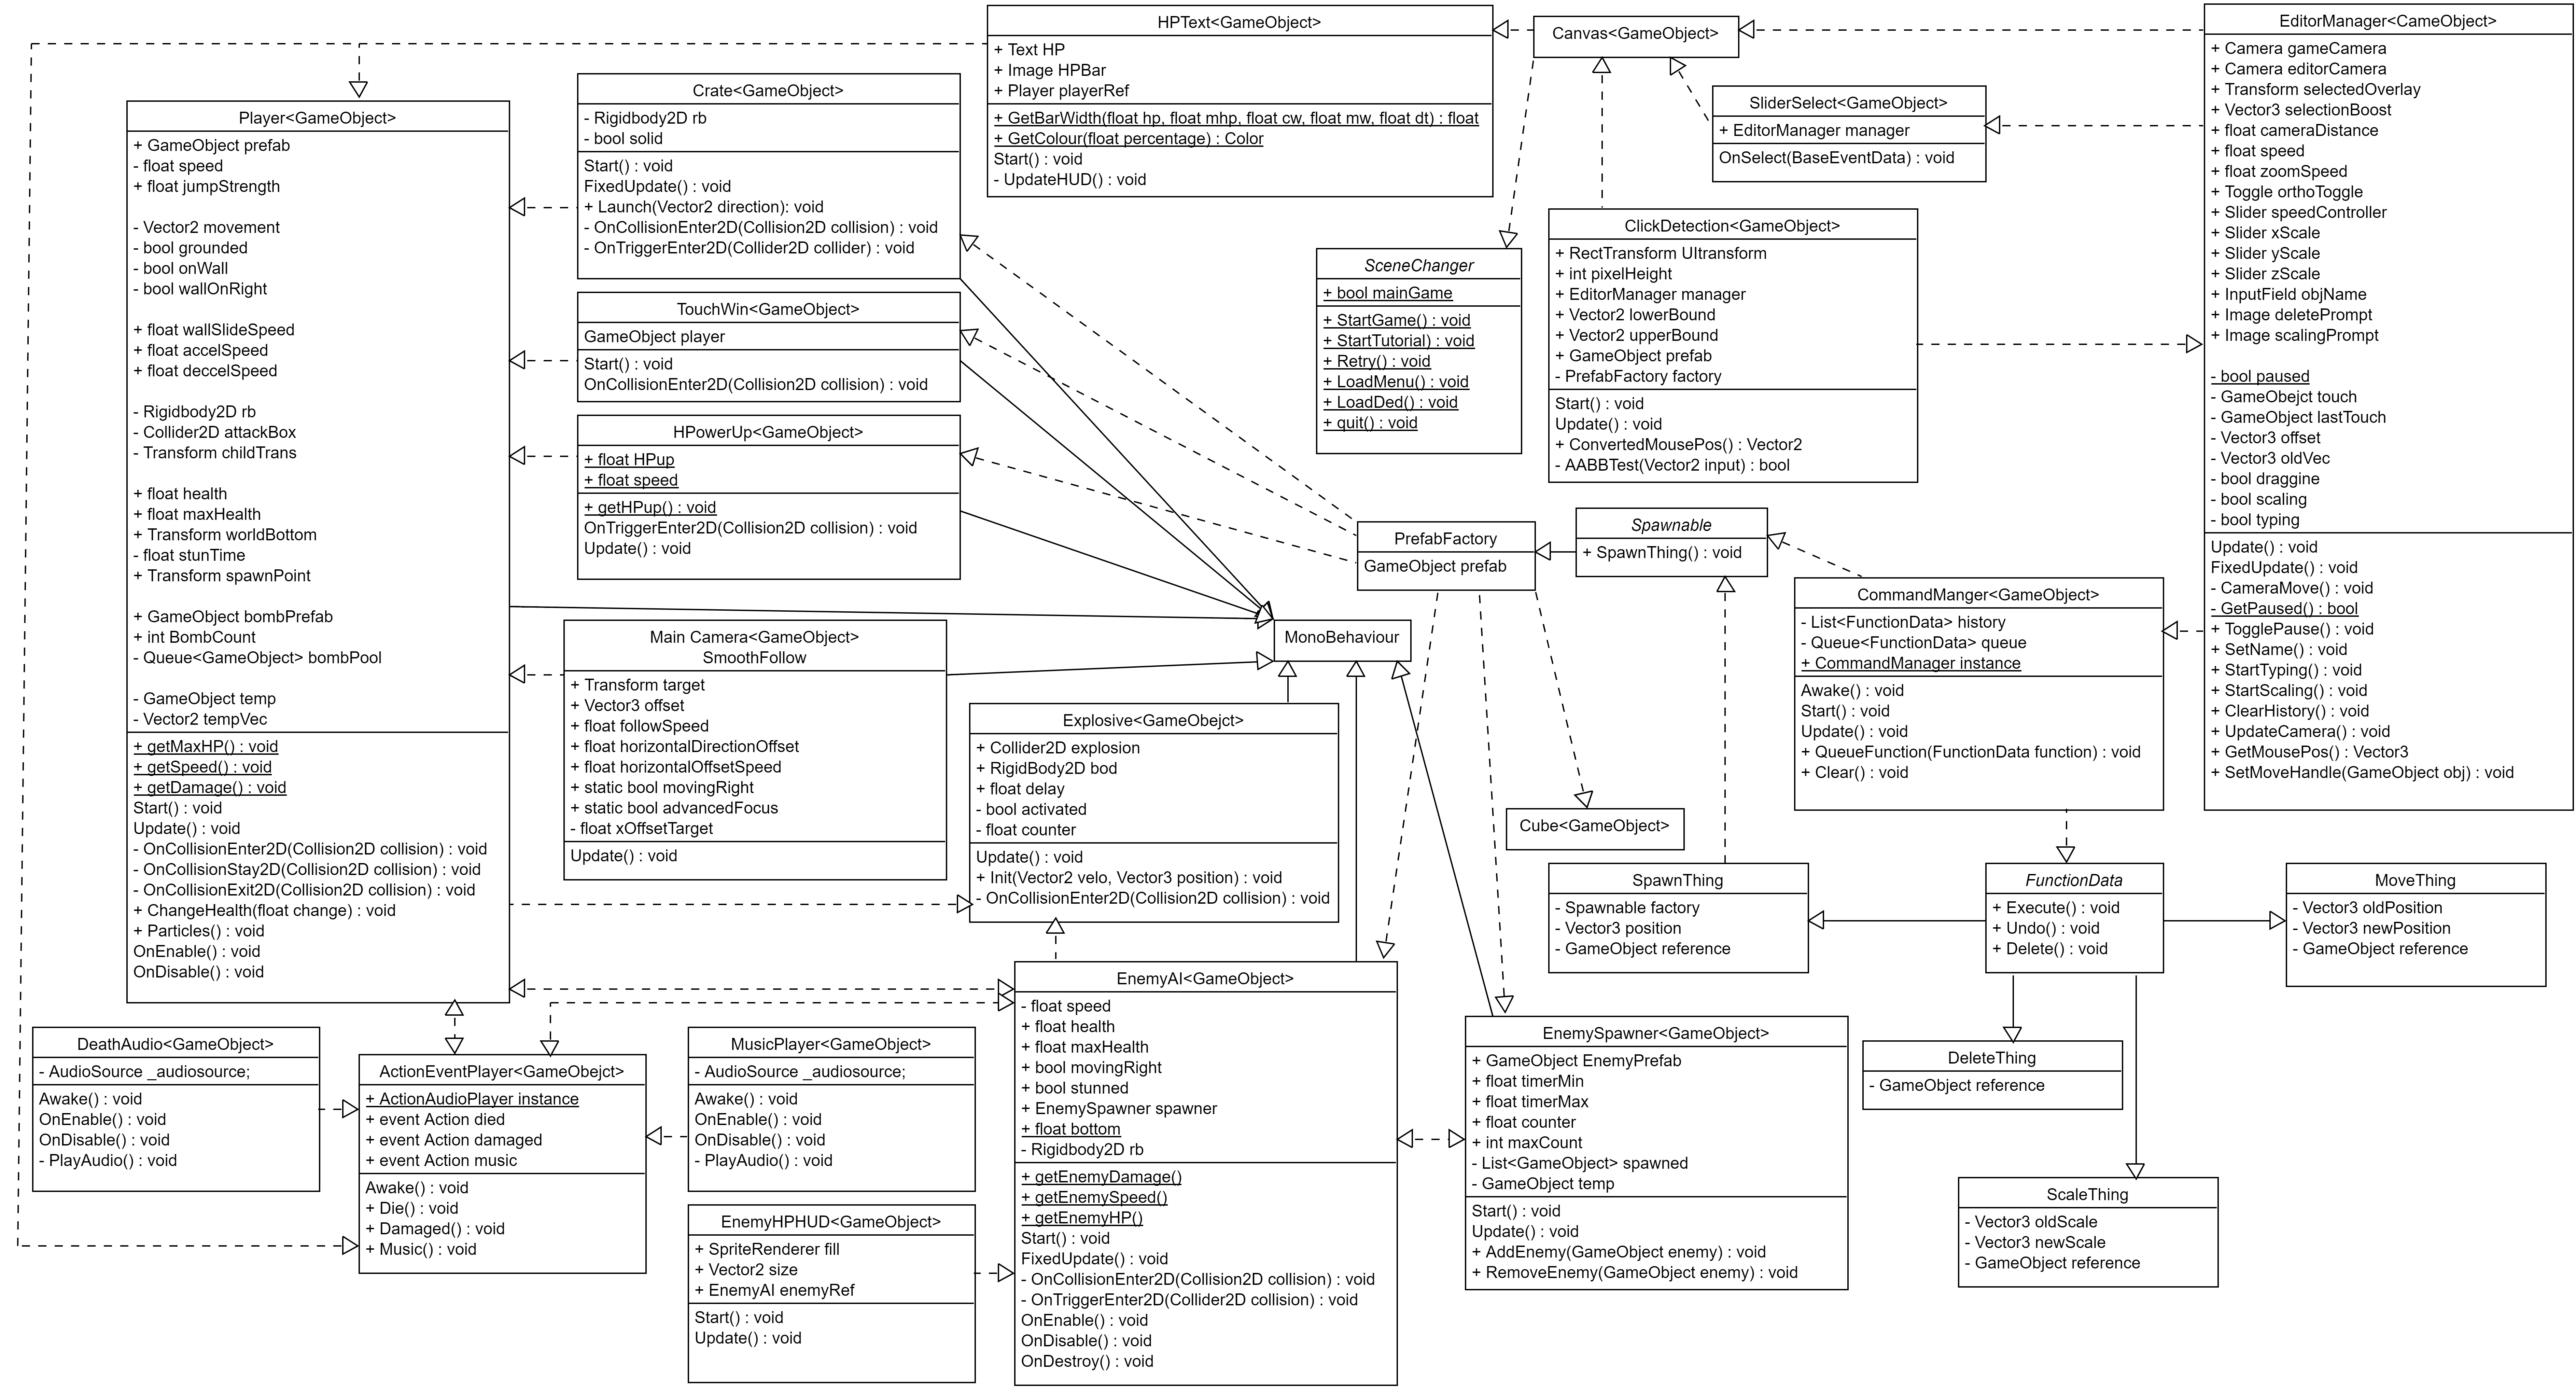 HPText<GameObject>
+ Text HP
+ Image HPBar
+ Player playerRef
+ GetBarWidth(float hp, float mhp, float cw, float mw, float dt) : float
+ GetColour(float percentage) : Color
Start() : void
- UpdateHUD() : void
Canvas<GameObject>
EditorManager<CameObject>
+ Camera gameCamera
+ Camera editorCamera
+ Transform selectedOverlay
+ Vector3 selectionBoost
+ float cameraDistance
+ float speed
+ float zoomSpeed
+ Toggle orthoToggle
+ Slider speedController
+ Slider xScale
+ Slider yScale
+ Slider zScale
+ InputField objName
+ Image deletePrompt
+ Image scalingPrompt
- bool paused
- GameObejct touch
- GameObject lastTouch
- Vector3 offset
- Vector3 oldVec
- bool draggine
- bool scaling
- bool typing
Update() : void
FixedUpdate() : void
- CameraMove() : void
- GetPaused() : bool
+ TogglePause() : void
+ SetName() : void
+ StartTyping() : void
+ StartScaling() : void
+ ClearHistory() : void
+ UpdateCamera() : void
+ GetMousePos() : Vector3
+ SetMoveHandle(GameObject obj) : void
SliderSelect<GameObject>
+ EditorManager manager
OnSelect(BaseEventData) : void
Player<GameObject>
+ GameObject prefab
- float speed
+ float jumpStrength
- Vector2 movement
- bool grounded
- bool onWall
- bool wallOnRight
+ float wallSlideSpeed
+ float accelSpeed
+ float deccelSpeed
- Rigidbody2D rb
- Collider2D attackBox
- Transform childTrans
+ float health
+ float maxHealth
+ Transform worldBottom
- float stunTime
+ Transform spawnPoint
+ GameObject bombPrefab
+ int BombCount
- Queue<GameObject> bombPool
- GameObject temp
- Vector2 tempVec
+ getMaxHP() : void
+ getSpeed() : void
+ getDamage() : void
Start() : void
Update() : void
- OnCollisionEnter2D(Collision2D collision) : void
- OnCollisionStay2D(Collision2D collision) : void
- OnCollisionExit2D(Collision2D collision) : void
+ ChangeHealth(float change) : void
+ Particles() : void
OnEnable() : void
OnDisable() : void
Crate<GameObject>
- Rigidbody2D rb
- bool solid
Start() : void
FixedUpdate() : void
+ Launch(Vector2 direction): void
- OnCollisionEnter2D(Collision2D collision) : void
- OnTriggerEnter2D(Collider2D collider) : void
TouchWin<GameObject>
GameObject player
Start() : void
OnCollisionEnter2D(Collision2D collision) : void
HPowerUp<GameObject>
+ float HPup
+ float speed
+ getHPup() : void
OnTriggerEnter2D(Collision2D collision) : void
Update() : void
SceneChanger
+ bool mainGame
+ StartGame() : void
+ StartTutorial) : void
+ Retry() : void
+ LoadMenu() : void
+ LoadDed() : void
+ quit() : void
ClickDetection<GameObject>
+ RectTransform UItransform
+ int pixelHeight
+ EditorManager manager
+ Vector2 lowerBound
+ Vector2 upperBound
+ GameObject prefab
- PrefabFactory factory
Start() : void
Update() : void
+ ConvertedMousePos() : Vector2
- AABBTest(Vector2 input) : bool
PrefabFactory
GameObject prefab
Spawnable
+ SpawnThing() : void
CommandManger<GameObject>
- List<FunctionData> history
- Queue<FunctionData> queue
+ CommandManager instance
Awake() : void
Start() : void
Update() : void
+ QueueFunction(FunctionData function) : void
+ Clear() : void
Main Camera<GameObject>
SmoothFollow
+ Transform target
+ Vector3 offset
+ float followSpeed
+ float horizontalDirectionOffset
+ float horizontalOffsetSpeed
+ static bool movingRight
+ static bool advancedFocus
- float xOffsetTarget
Update() : void
MonoBehaviour
Explosive<GameObejct>
+ Collider2D explosion
+ RigidBody2D bod
+ float delay
- bool activated
- float counter
Update() : void
+ Init(Vector2 velo, Vector3 position) : void
- OnCollisionEnter2D(Collision2D collision) : void
Cube<GameObject>
SpawnThing
- Spawnable factory
- Vector3 position
- GameObject reference
FunctionData
+ Execute() : void
+ Undo() : void
+ Delete() : void
MoveThing
- Vector3 oldPosition
- Vector3 newPosition
- GameObject reference
DeathAudio<GameObject>
- AudioSource _audiosource;
Awake() : void
OnEnable() : void
OnDisable() : void
- PlayAudio() : void
ActionEventPlayer<GameObejct>
+ ActionAudioPlayer instance
+ event Action died
+ event Action damaged
+ event Action music
Awake() : void
+ Die() : void
+ Damaged() : void
+ Music() : void
MusicPlayer<GameObject>
- AudioSource _audiosource;
Awake() : void
OnEnable() : void
OnDisable() : void
- PlayAudio() : void
EnemyHPHUD<GameObject>
+ SpriteRenderer fill
+ Vector2 size
+ EnemyAI enemyRef
Start() : void
Update() : void
EnemyAI<GameObject>
- float speed
+ float health
+ float maxHealth
+ bool movingRight
+ bool stunned
+ EnemySpawner spawner
+ float bottom
- Rigidbody2D rb
+ getEnemyDamage()
+ getEnemySpeed()
+ getEnemyHP()
Start() : void
FixedUpdate() : void
- OnCollisionEnter2D(Collision2D collision) : void
- OnTriggerEnter2D(Collider2D collision) : void
OnEnable() : void
OnDisable() : void
OnDestroy() : void
EnemySpawner<GameObject>
+ GameObject EnemyPrefab
+ float timerMin
+ float timerMax
+ float counter
+ int maxCount
- List<GameObject> spawned
- GameObject temp
Start() : void
Update() : void
+ AddEnemy(GameObject enemy) : void
+ RemoveEnemy(GameObject enemy) : void
DeleteThing
- GameObject reference
ScaleThing
- Vector3 oldScale
- Vector3 newScale
- GameObject reference